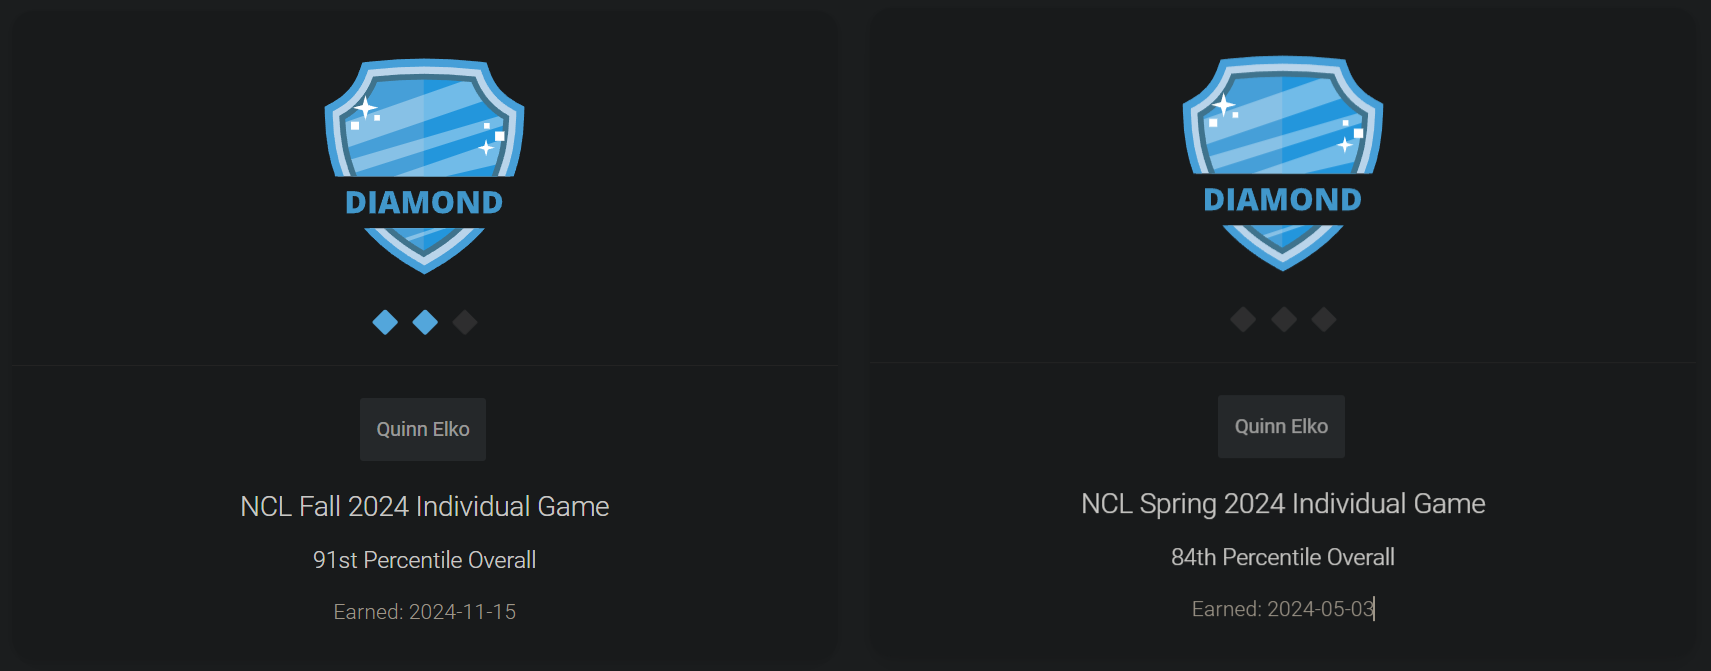 DIAMOND
Quinn Elko
NCL Fall 2024 Individual Game
91st Percentile Overall
Earned: 2024-11-15
DIAMOND
Quinn Elko
NCL Spring 2024 Individual Game
84th Percentile Overall
Earned: 2024-05-03